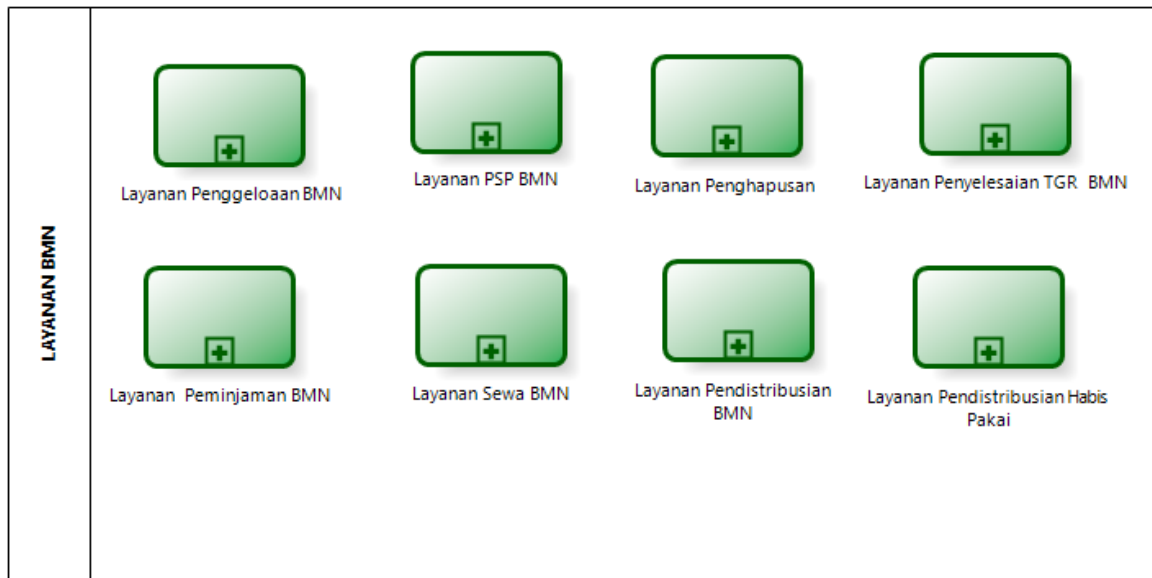 LAYANAN BMN
Layanan Penggeloaan BMN
Layanan PSP BMN
Layanan Penghapusan
Layanan Penyelesaian TGR BMN
Layanan Peminjaman BMN
Layanan Sewa BMN
Layanan Pendistribusian
BMN
Layanan Pendistribusian Habis
Pakai